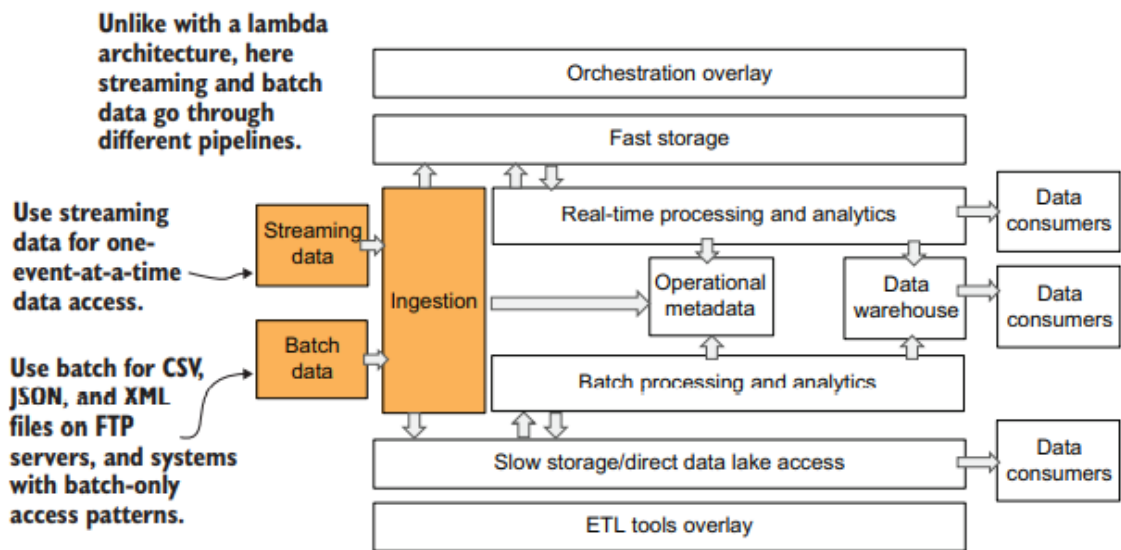 Unlike with a lambda
architecture, here
streaming and batch
data go through
different pipelines.
Orchestration overlay
Fast storage
Use streaming
data for one-
event-at-a-time
data access.
Streaming
data
Ingestion
Real-time processing and analytics
Data
consumers
Operational
metadata
Data
warehouse
Data
consumers
Use batch for CSV,
JSON, and XML
files on FTP
servers, and systems
with batch-only
access patterns.
Batch
data
Batch processing and analytics
Slow storage/direct data lake access
Data
consumers
ETL tools overlay